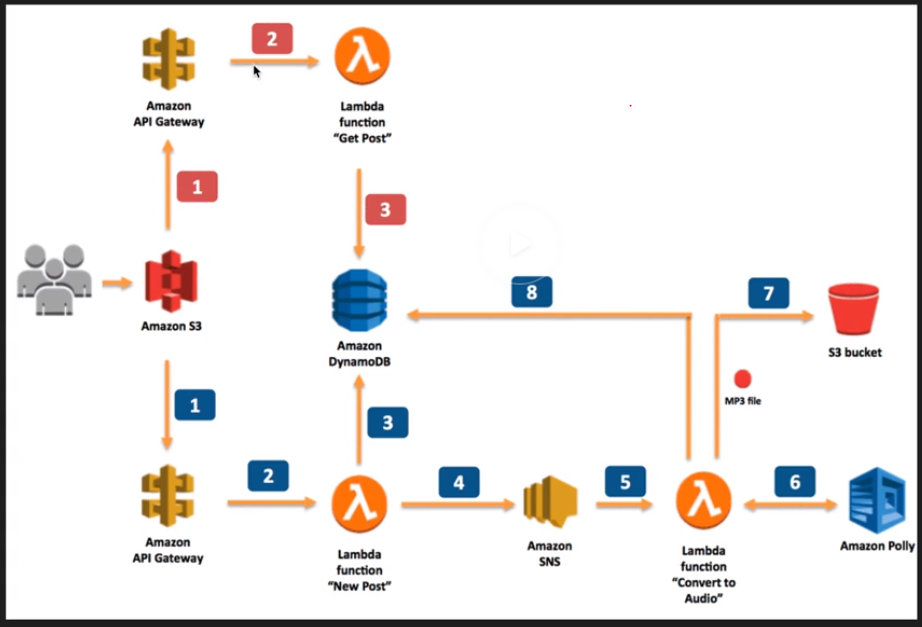 2
Amazon
API Gateway
Lambda
function
“Get Post”
1
3
Amazon S3
8
7
Amazon
DynamoDB
S3 bucket
MP3 file
1
3
2
4
5
6
Amazon
API Gateway
Lambda
function
“New Post”
Amazon
SNS
Lambda
function
“Convert to
Audio”
Amazon Polly